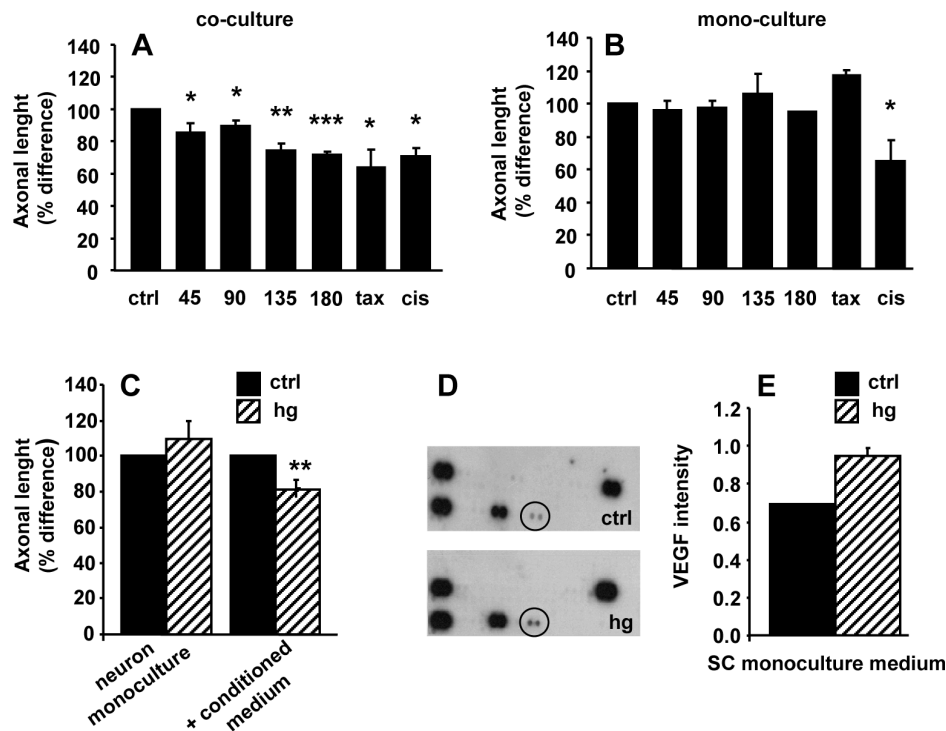 co-culture
A
Axonal lenght
(% difference)
140
120
100
80
60
40
20
0
* * ** *** * *
ctrl 45 90 135 180 tax cis
mono-culture
B
Axonal lenght
(% difference)
140
120
100
80
60
40
20
0
*
ctrl 45 90 135 180 tax cis
C
ctrl
hg
Axonal lenght
(% difference)
140
120
100
80
60
40
20
0
**
neuron
monoculture
+ conditioned
medium
D
ctrl
hg
E
ctrl
hg
VEGF intensity
1.2
1.0
0.8
0.6
0.4
0.2
0.0
SC monoculture medium